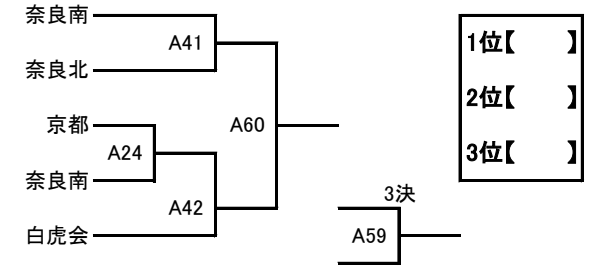 奈良南
A41
奈良北
京都
A60
A24
奈良南
A42
白虎会
1位【　　】
2位【　　】
3位【　　】
3決
A59